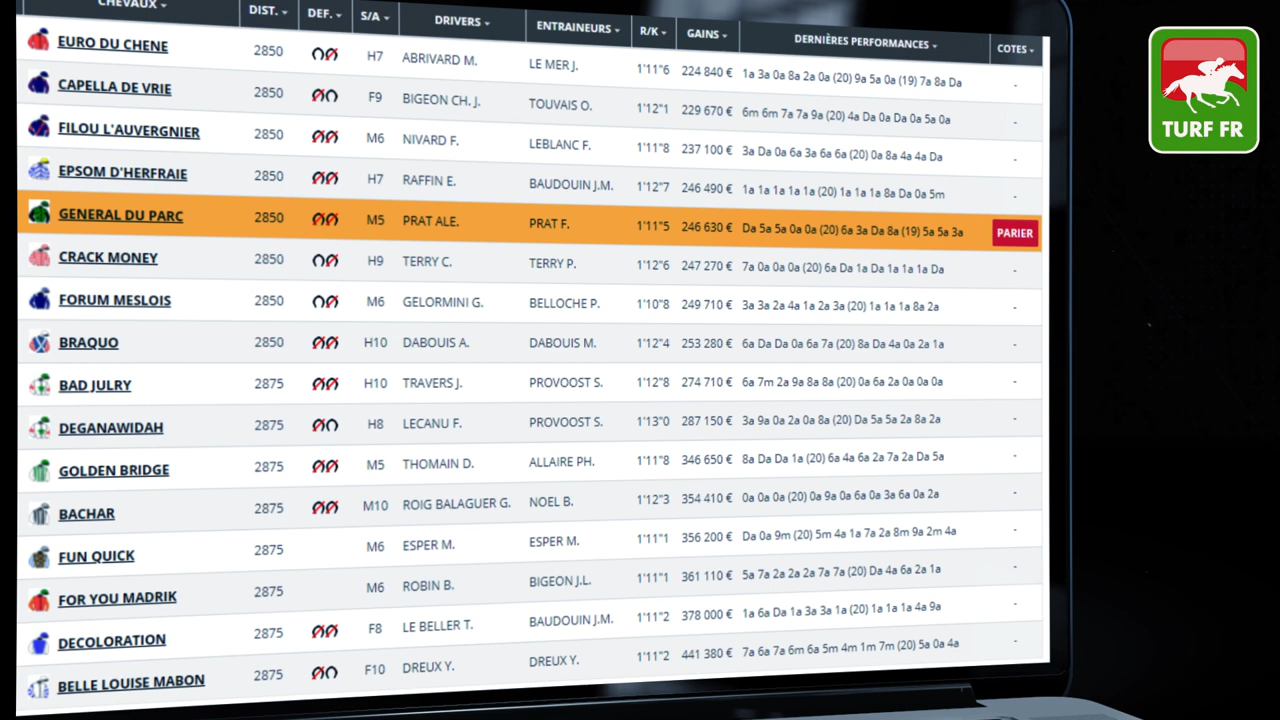 CHEVAUX DIST. DEF. S/A DRIVERS ENTRAINEURS R/K GAINS DERNIÈRES PERFORMANCES COTES
EURO DU CHENE 2850 H7 ABRIVARD M. LE MER J. 1'11"6 224 840 € 1a 3a 0a 8a 2a 0a (20) 9a 5a 0a (19) 7a 8a Da -
CAPELLA DE VRIE 2850 F9 BIGEON CH. J. TOUVAIS O. 1'12"1 229 670 € 6m 6m 7a 7a 9a (20) 4a Da 0a Da 0a 5a 0a -
FILOU L'AUVERGNIER 2850 M6 NIVARD F. LEBLANC F. 1'11"8 237 100 € 3a Da 0a 6a 3a 6a 6a (20) 0a 8a 4a 4a Da -
EPSOM D'HERFRAIE 2850 H7 RAFFIN E. BAUDOUIN J.M. 1'12"7 246 490 € 1a 1a 1a 1a 1a (20) 1a 1a 1a 8a Da 0a 5m -
GENERAL DU PARC 2850 M5 PRAT ALE. PRAT F. 1'11"5 246 630 € Da 5a 5a 0a 0a (20) 6a 3a Da 8a (19) 5a 5a 3a PARIER
CRACK MONEY 2850 H9 TERRY C. TERRY P. 1'12"6 247 270 € 7a 0a 0a 0a (20) 6a Da 1a Da 1a 1a 1a Da -
FORUM MESLOIS 2850 M6 GELORMINI G. BELLOCHE P. 1'10"8 249 710 € 3a 3a 2a 4a 1a 2a 3a (20) 1a 1a 1a 8a 2a -
BRAQUO 2850 H10 DABOUIS A. DABOUIS M. 1'12"4 253 280 € 6a Da Da 0a 6a 7a (20) 8a Da 4a 0a 2a 1a -
BAD JULRY 2875 H10 TRAVERS J. PROVOOST S. 1'12"8 274 710 € 6a 7m 2a 9a 8a 8a (20) 0a 6a 2a 0a 0a 0a -
DEGANAWIDAH 2875 H8 LECANU F. PROVOOST S. 1'13"0 287 150 € 3a 9a 0a 2a 0a 8a (20) Da 5a 5a 2a 8a 2a -
GOLDEN BRIDGE 2875 M5 THOMAIN D. ALLAIRE PH. 1'11"8 346 650 € 8a Da Da 1a (20) 6a 4a 6a 2a 7a 2a Da 5a -
BACHAR 2875 M10 ROIG BALAGUER G. NOEL B. 1'12"3 354 410 € 0a 0a 0a (20) 0a 9a 0a 6a 0a 3a 6a 0a 2a -
FUN QUICK 2875 M6 ESPER M. ESPER M. 1'11"1 356 200 € Da 0a 9m (20) 5m 4a 1a 7a 2a 8m 9a 2m 4a -
FOR YOU MADRIK 2875 M6 ROBIN B. BIGEON J.L. 1'11"1 361 110 € 5a 7a 2a 2a 2a 7a 7a (20) Da 4a 6a 2a 1a -
DECOLORATION 2875 F8 LE BELLER T. BAUDOUIN J.M. 1'11"2 378 000 € 1a 6a Da 1a 3a 3a 1a (20) 1a 1a 1a 4a 9a -
BELLE LOUISE MABON 2875 F10 DREUX Y. DREUX Y. 1'11"2 441 380 € 7a 6a 7a 6m 6a 5m 4m 1m 7m (20) 5a 0a 4a -
TURF FR